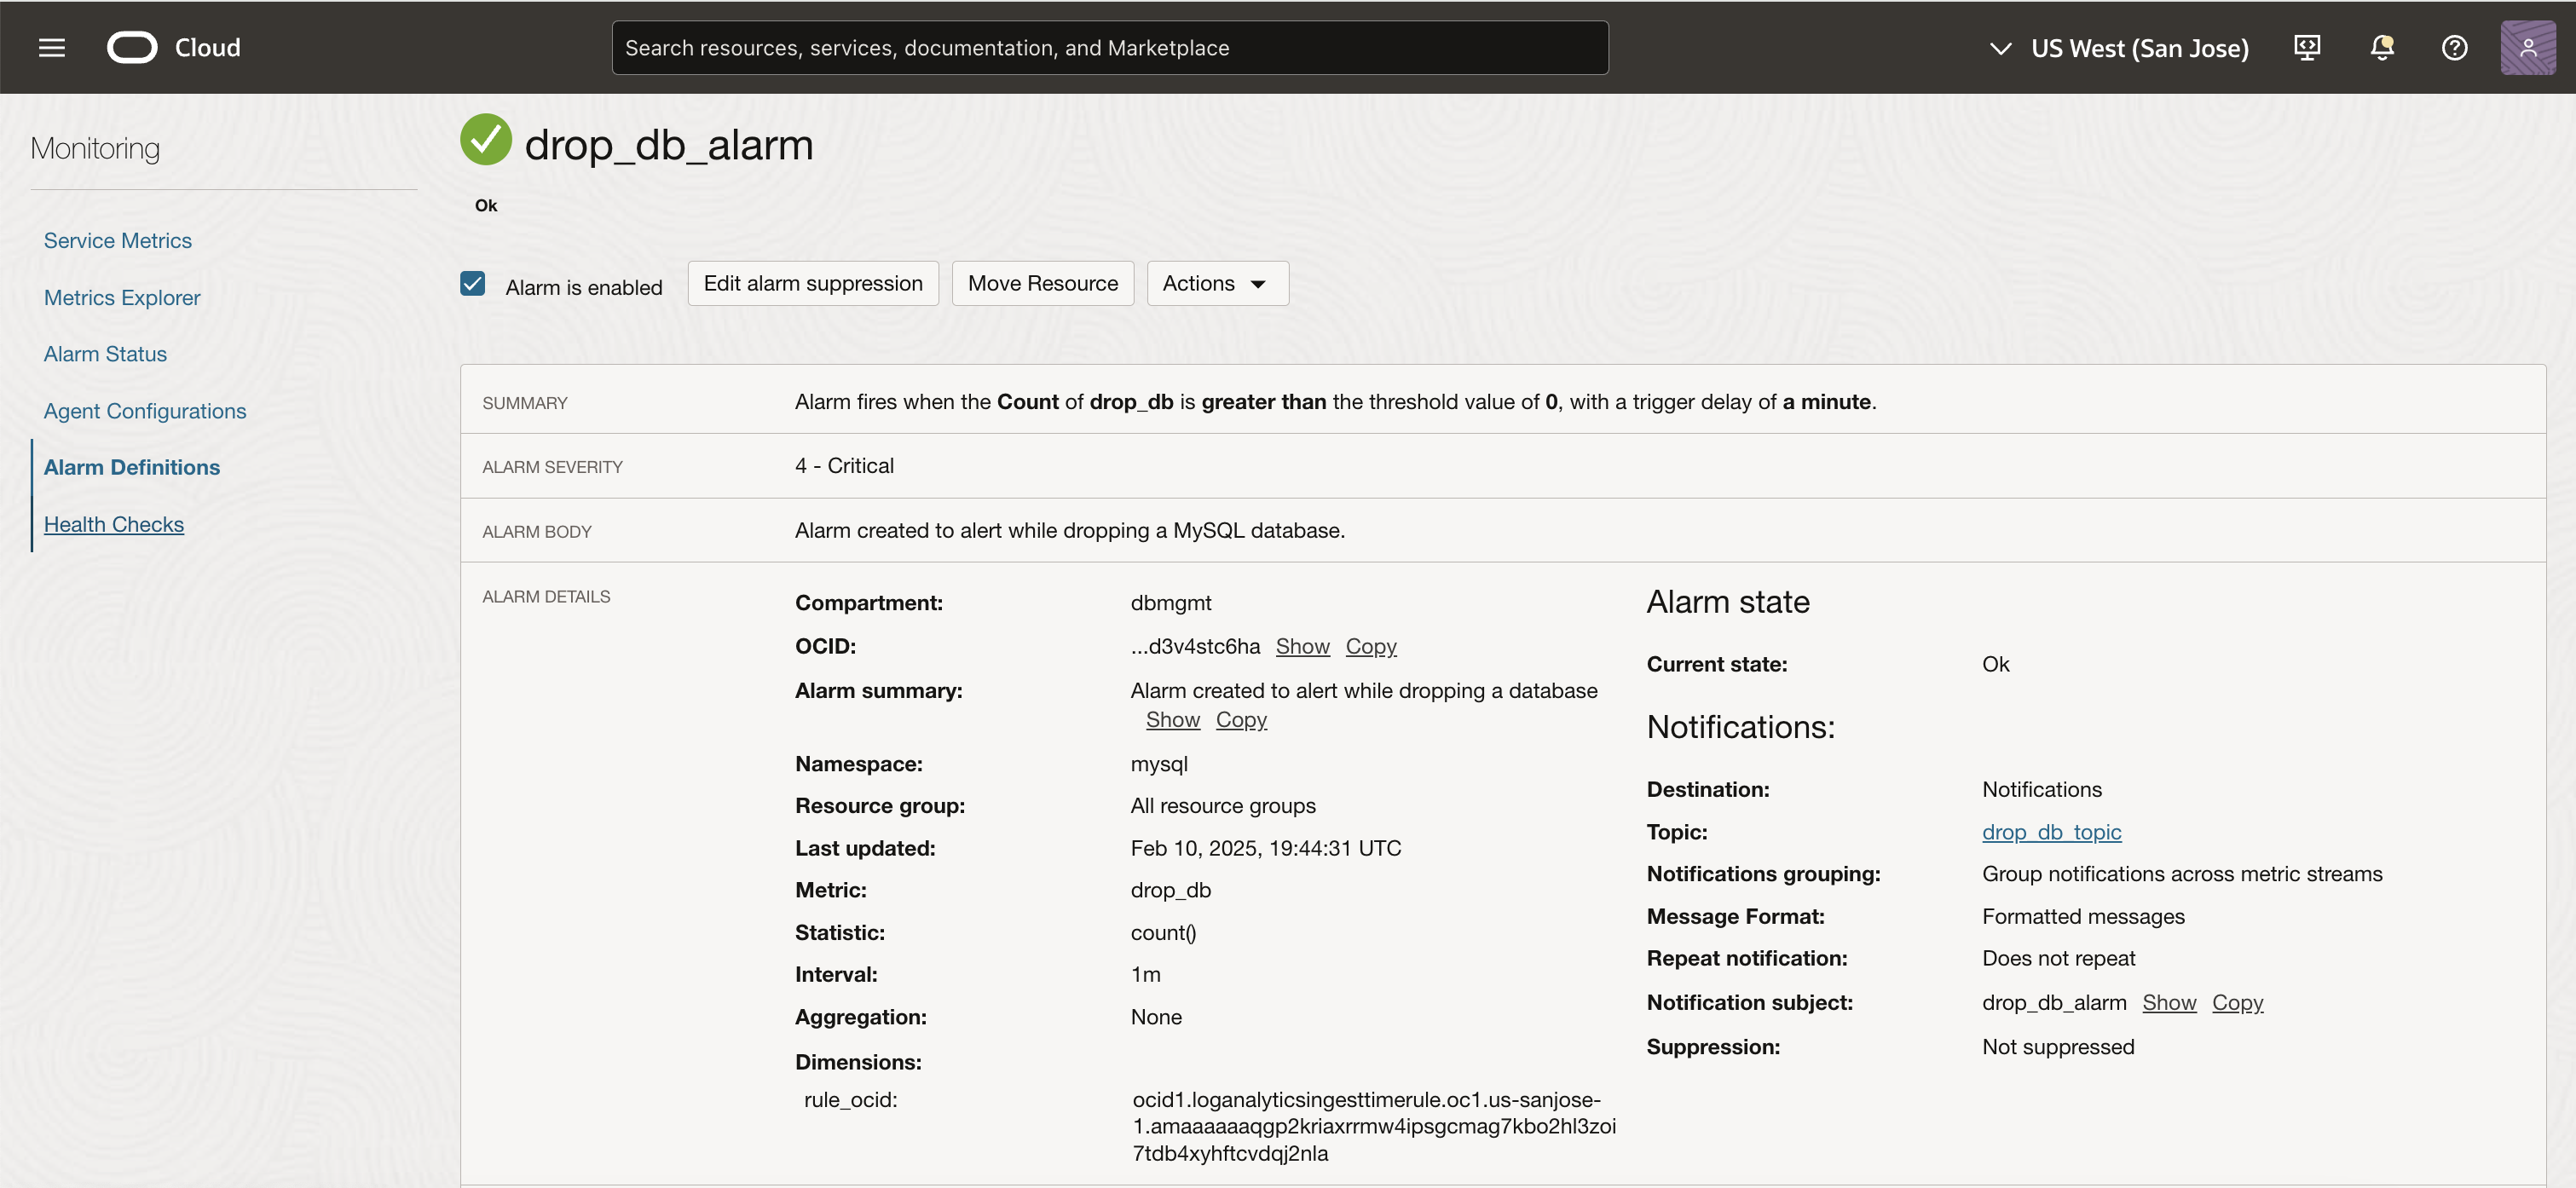 Cloud
Search resources, services, documentation, and Marketplace
US West (San Jose)
Monitoring
Service Metrics
Metrics Explorer
Alarm Status
Agent Configurations
Alarm Definitions
Health Checks
drop_db_alarm
Ok
Alarm is enabled
Edit alarm suppression
Move Resource
Actions
SUMMARY
Alarm fires when the Count of drop_db is greater than the threshold value of 0, with a trigger delay of a minute.
ALARM SEVERITY
4 - Critical
ALARM BODY
Alarm created to alert while dropping a MySQL database.
ALARM DETAILS
Compartment: dbmgmt
OCID: ...d3v4stc6ha Show Copy
Alarm summary: Alarm created to alert while dropping a database
Show Copy
Namespace: mysql
Resource group: All resource groups
Last updated: Feb 10, 2025, 19:44:31 UTC
Metric: drop_db
Statistic: count()
Interval: 1m
Aggregation: None
Dimensions:
rule_ocid: ocid1.loganalyticsingesttimerule.oc1.us-sanjose-
1.amaaaaaaqgp2kriaxrrmw4ipsgcmag7kbo2hl3zoi
7tdb4xyhftcvdqj2nla
Alarm state
Current state: Ok
Notifications:
Destination: Notifications
Topic: drop_db_topic
Notifications grouping: Group notifications across metric streams
Message Format: Formatted messages
Repeat notification: Does not repeat
Notification subject: drop_db_alarm Show Copy
Suppression: Not suppressed